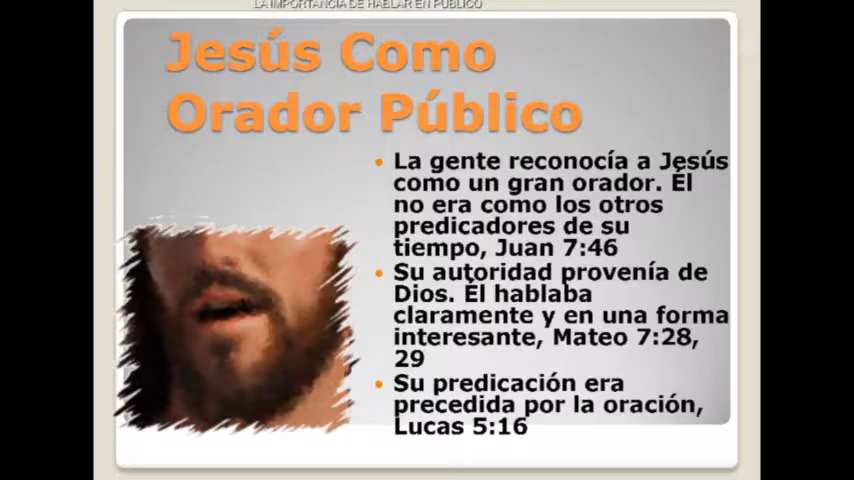 LA IMPORTANCIA DE HABLAR EN PÚBLICO
Jesús Como
Orador Público
• La gente reconocía a Jesús
como un gran orador. Él
no era como los otros
predicadores de su
tiempo, Juan 7:46
• Su autoridad provenía de
Dios. Él hablaba
claramente y en una forma
interesante, Mateo 7:28,
29
• Su predicación era
precedida por la oración,
Lucas 5:16